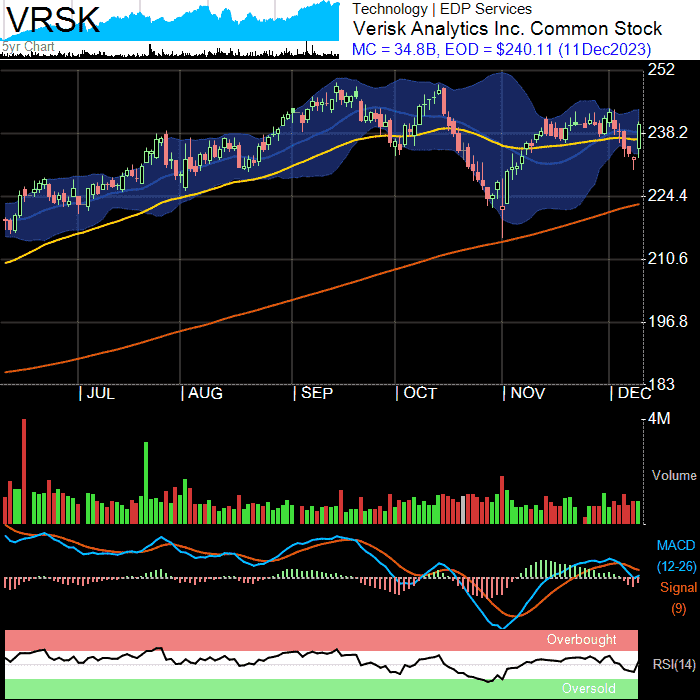 VRSK
5yr Chart
Technology | EDP Services
Verisk Analytics Inc. Common Stock
MC = 34.8B, EOD = $240.11 (11Dec2023)
252
238.2
224.4
210.6
196.8
183
| JUL | AUG | SEP | OCT | NOV | DEC
4M
Volume
MACD
(12-26)
Signal
(9)
Overbought
RSI(14)
Oversold